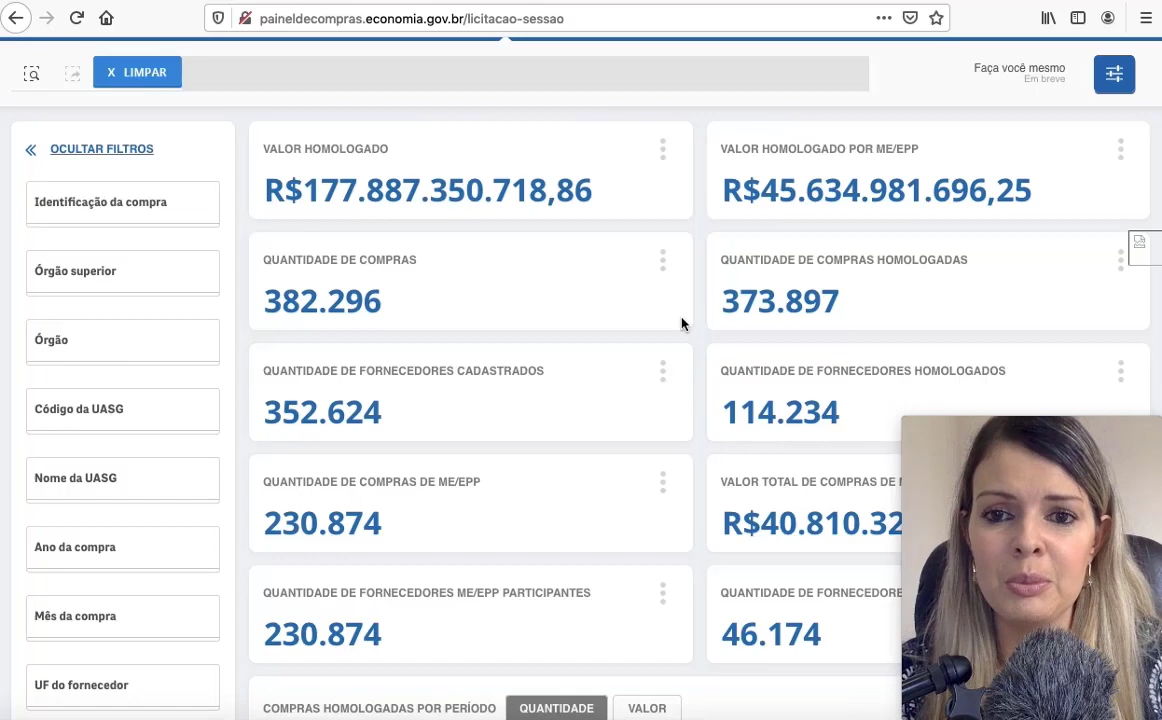 paineldecompras.economia.gov.br/licitacao-sessao
X LIMPAR
Faça você mesmo
Em breve
OCULTAR FILTROS
Identificação da compra
Órgão superior
Órgão
Código da UASG
Nome da UASG
Ano da compra
Mês da compra
UF do fornecedor
VALOR HOMOLOGADO
R$177.887.350.718,86
VALOR HOMOLOGADO POR ME/EPP
R$45.634.981.696,25
QUANTIDADE DE COMPRAS
382.296
QUANTIDADE DE COMPRAS HOMOLOGADAS
373.897
QUANTIDADE DE FORNECEDORES CADASTRADOS
352.624
QUANTIDADE DE FORNECEDORES HOMOLOGADOS
114.234
QUANTIDADE DE COMPRAS DE ME/EPP
230.874
VALOR TOTAL DE COMPRAS DE
R$40.810.32
QUANTIDADE DE FORNECEDORES ME/EPP PARTICIPANTES
230.874
QUANTIDADE DE FORNECEDORE
46.174
COMPRAS HOMOLOGADAS POR PERÍODO
QUANTIDADE
VALOR